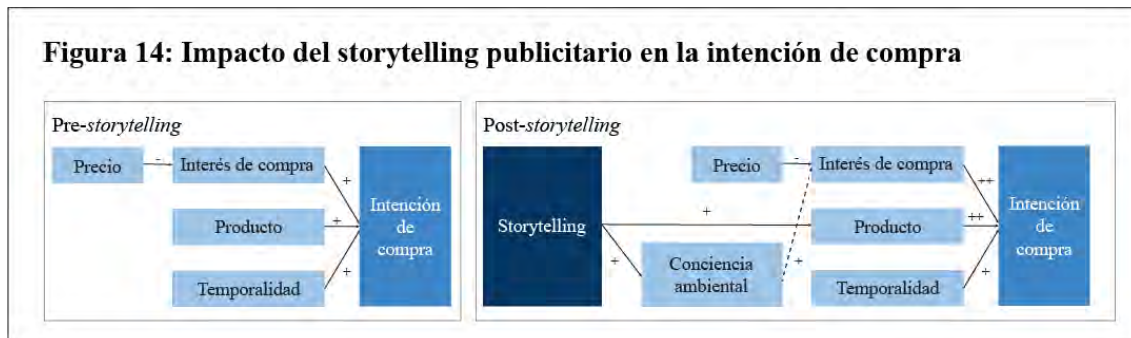 Figura 14: Impacto del storytelling publicitario en la intención de compra
Pre-storytelling
Precio
-
Interés de compra
+
Producto
+
Temporalidad
+
Intención
de
compra
Post-storytelling
Storytelling
+
+
Conciencia
ambiental
+
Precio
-
Interés de compra
++
Producto
++
Temporalidad
+
Intención
de
compra